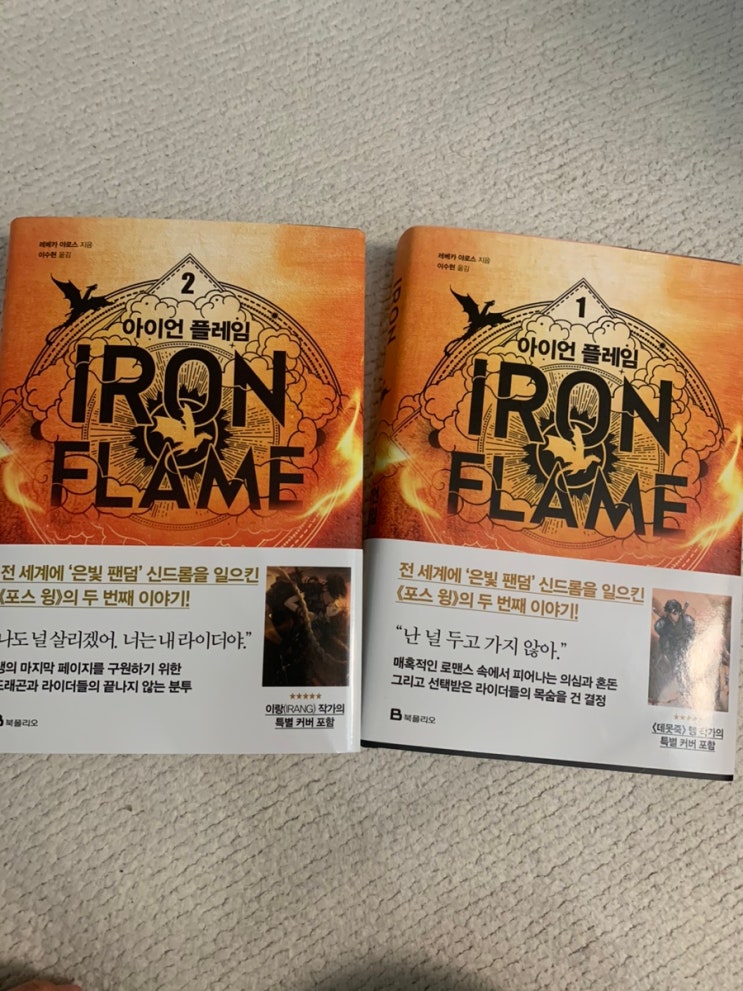 레베카 야로스 지음
이수현 옮김
2
아이언 플레임
IRON
FLAME
전 세계에 ‘은빛 팬덤’ 신드롬을 일으킨
《포스 윙》의 두 번째 이야기!
나도 널 살리겠어. 너는 내 라이더야.”
마지막 페이지를 구원하기 위한
드래곤과 라이더들의 끝나지 않는 분투
★★★★★
이랑(IRANG) 작가의
특별 커버 포함
B 북폴리오
IRON
레베카 야로스 지음
이수현 옮김
1
아이언 플레임
IRON
FLAME
전 세계에 ‘은빛 팬덤’ 신드롬을 일으킨
《포스 윙》의 두 번째 이야기!
“난 널 두고 가지 않아.”
매혹적인 로맨스 속에서 피어나는 의심과 혼돈
그리고 선택받은 라이더들의 목숨을 건 결정
〈데못죽〉 작가의
특별 커버 포함
B 북폴리오